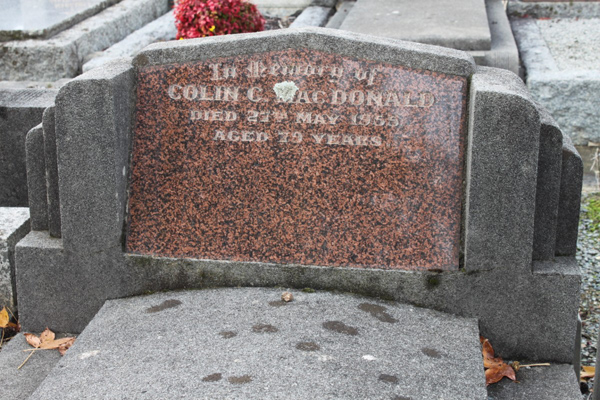 In Memory of
COLIN C. MACDONALD
DIED 27TH MAY 1955
AGED 79 YEARS